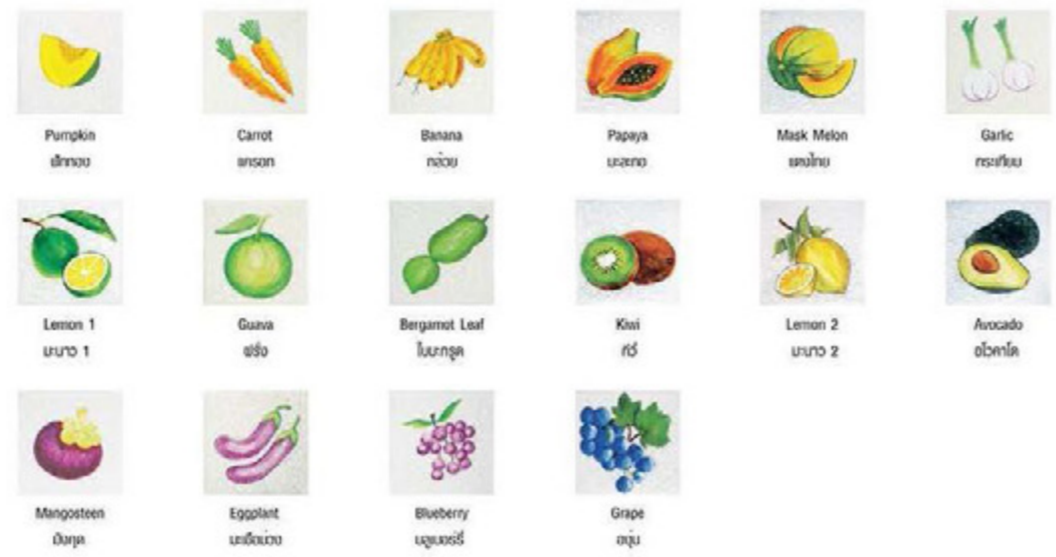 Pumpkin
ฟักทอง
Carrot
แครอท
Banana
กล้วย
Papaya
มะละกอ
Mask Melon
แตงไทย
Garlic
กระเทียม
Lemon 1
มะนาว 1
Guava
ฝรั่ง
Bergamot Leaf
ใบมะกรูด
Kiwi
กีวี่
Lemon 2
มะนาว 2
Avocado
อโวคาโด
Mangosteen
มังคุด
Eggplant
มะเขือม่วง
Blueberry
บลูเบอร์รี่
Grape
องุ่น